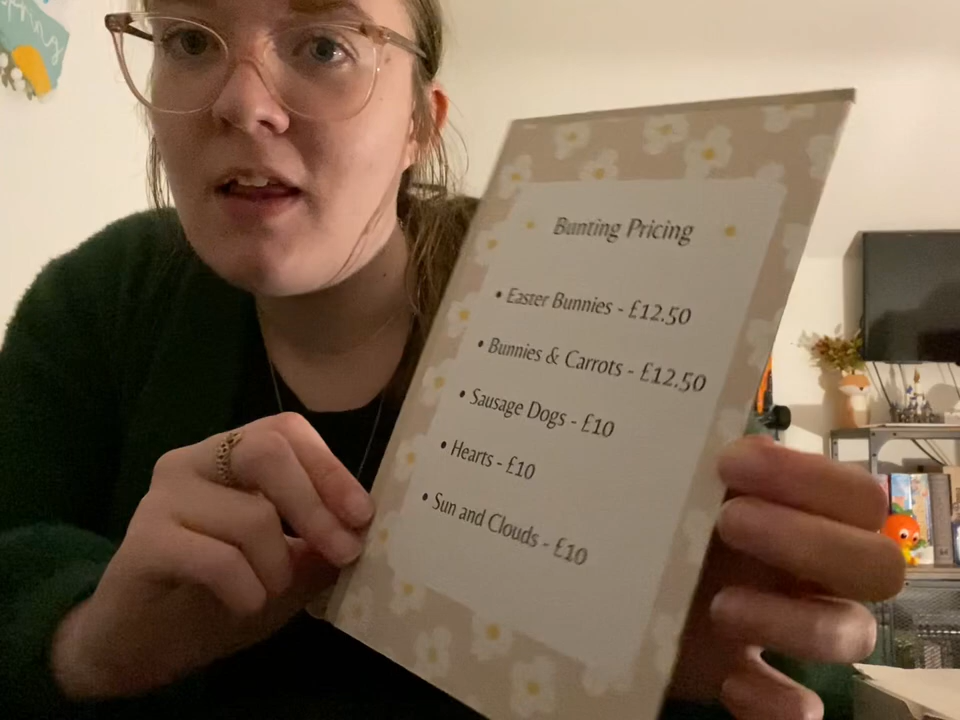 Bunting Pricing
• Easter Bunnies - £12.50
• Bunnies & Carrots - £12.50
• Sausage Dogs - £10
• Hearts - £10
• Sun and Clouds - £10